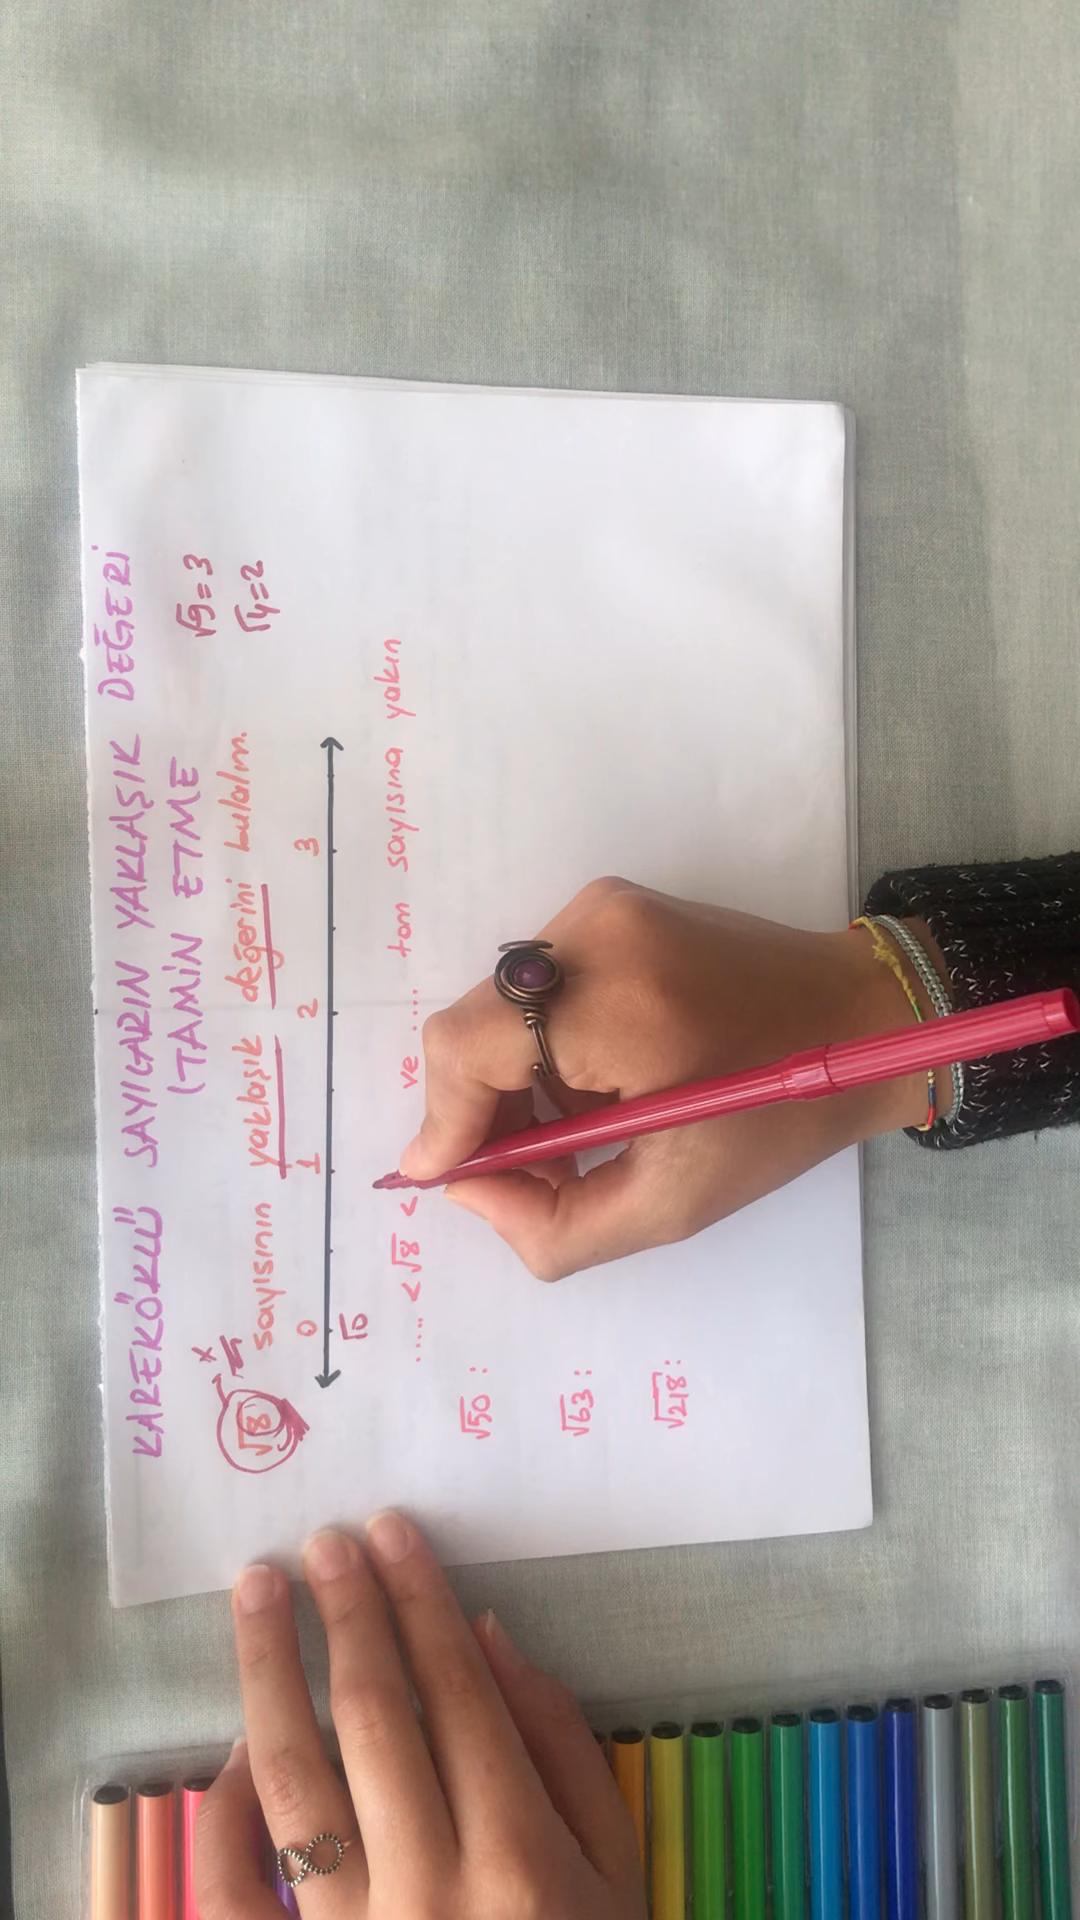 KAREKÖKLÜ SAYILARIN YAKLAŞIK DEĞERİ
(TAMİN ETME
√9=3
√4=2
√8 sayısının yaklaşık değerini bulalım.
x
0 1 2 3
√0
..... <√8 < ve .... tam sayısına yakın
√50 :
√63 :
√218: